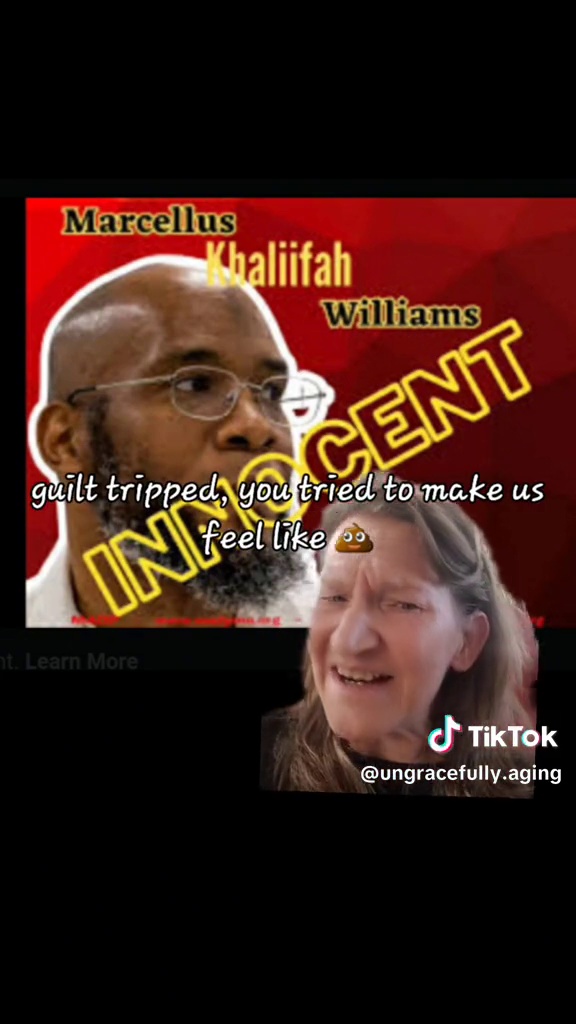 Marcellus
Khaliifah
Williams
INNOCENT
guilt tripped, you tried to make us
feel like 💩
nt. Learn More
TikTok
@ungracefully.aging